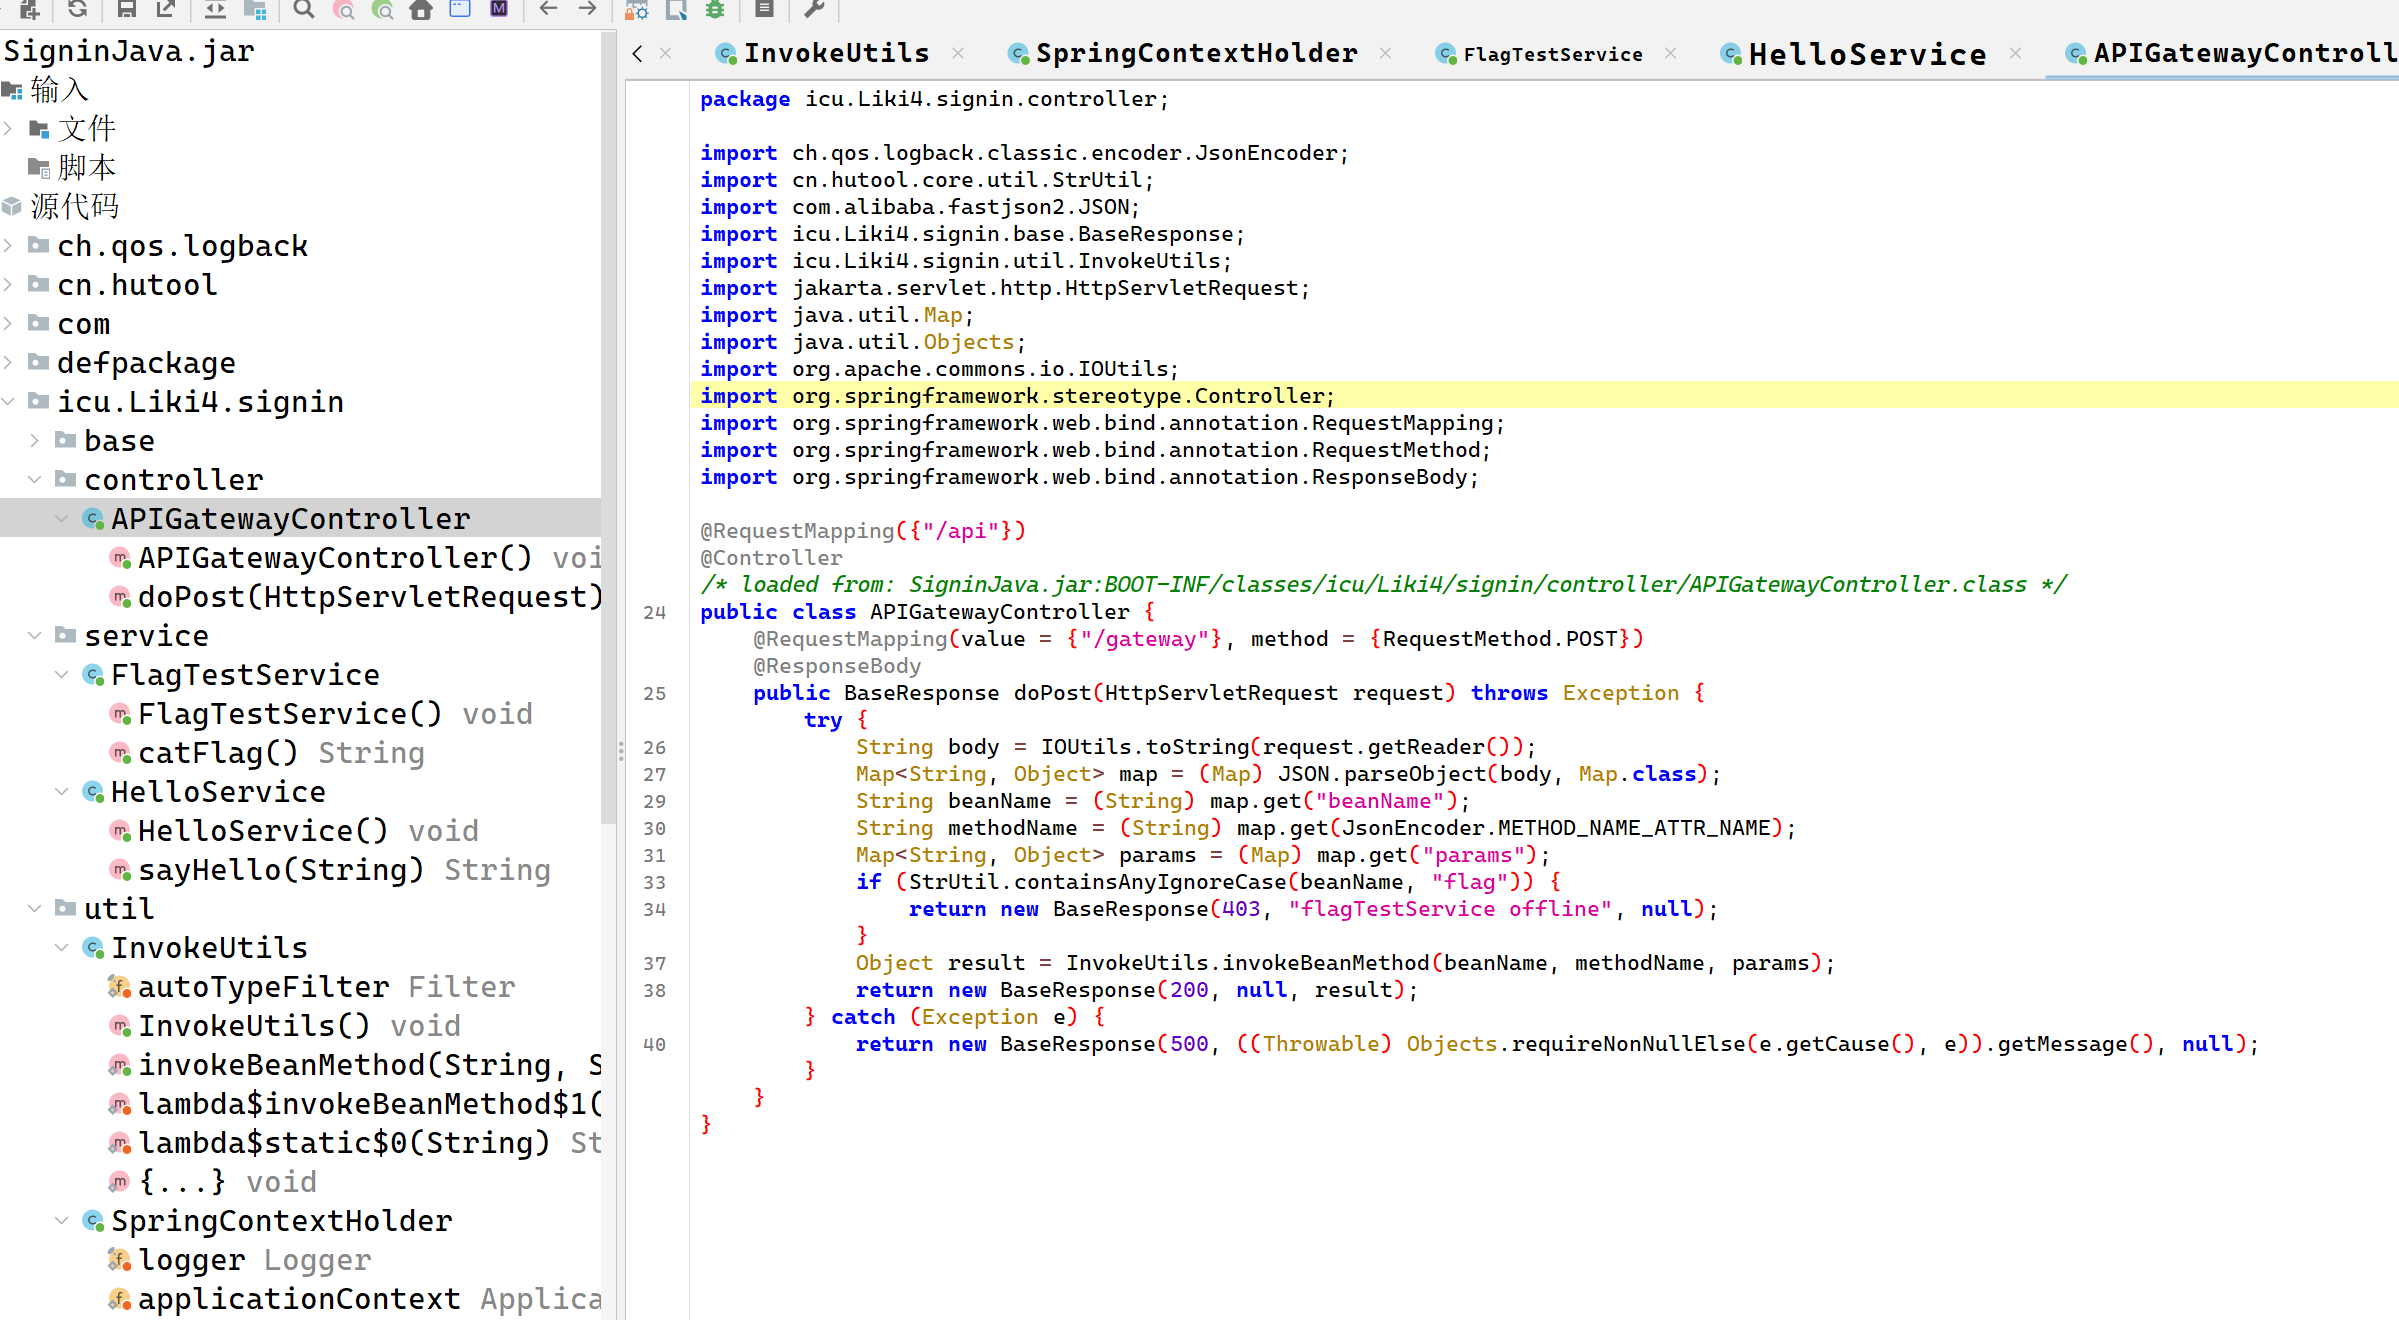 SigninJava.jar
输入
文件
脚本
源代码
ch.qos.logback
cn.hutool
com
defpackage
icu.Liki4.signin
base
controller
APIGatewayController
APIGatewayController() voi
doPost(HttpServletRequest)
service
FlagTestService
FlagTestService() void
catFlag() String
HelloService
HelloService() void
sayHello(String) String
util
InvokeUtils
autoTypeFilter Filter
InvokeUtils() void
invokeBeanMethod(String, S
lambda$invokeBeanMethod$1(
lambda$static$0(String) St
{...} void
SpringContextHolder
logger Logger
applicationContext Applica
InvokeUtils SpringContextHolder FlagTestService HelloService APIGatewayControll
package icu.Liki4.signin.controller;
import ch.qos.logback.classic.encoder.JsonEncoder;
import cn.hutool.core.util.StrUtil;
import com.alibaba.fastjson2.JSON;
import icu.Liki4.signin.base.BaseResponse;
import icu.Liki4.signin.util.InvokeUtils;
import jakarta.servlet.http.HttpServletRequest;
import java.util.Map;
import java.util.Objects;
import org.apache.commons.io.IOUtils;
import org.springframework.stereotype.Controller;
import org.springframework.web.bind.annotation.RequestMapping;
import org.springframework.web.bind.annotation.RequestMethod;
import org.springframework.web.bind.annotation.ResponseBody;
@RequestMapping({"/api"})
@Controller
/* loaded from: SigninJava.jar:BOOT-INF/classes/icu/Liki4/signin/controller/APIGatewayController.class */
24 public class APIGatewayController {
@RequestMapping(value = {"/gateway"}, method = {RequestMethod.POST})
@ResponseBody
25 public BaseResponse doPost(HttpServletRequest request) throws Exception {
try {
26 String body = IOUtils.toString(request.getReader());
27 Map<String, Object> map = (Map) JSON.parseObject(body, Map.class);
29 String beanName = (String) map.get("beanName");
30 String methodName = (String) map.get(JsonEncoder.METHOD_NAME_ATTR_NAME);
31 Map<String, Object> params = (Map) map.get("params");
33 if (StrUtil.containsAnyIgnoreCase(beanName, "flag")) {
34 return new BaseResponse(403, "flagTestService offline", null);
}
37 Object result = InvokeUtils.invokeBeanMethod(beanName, methodName, params);
38 return new BaseResponse(200, null, result);
} catch (Exception e) {
40 return new BaseResponse(500, ((Throwable) Objects.requireNonNullElse(e.getCause(), e)).getMessage(), null);
}
}
}